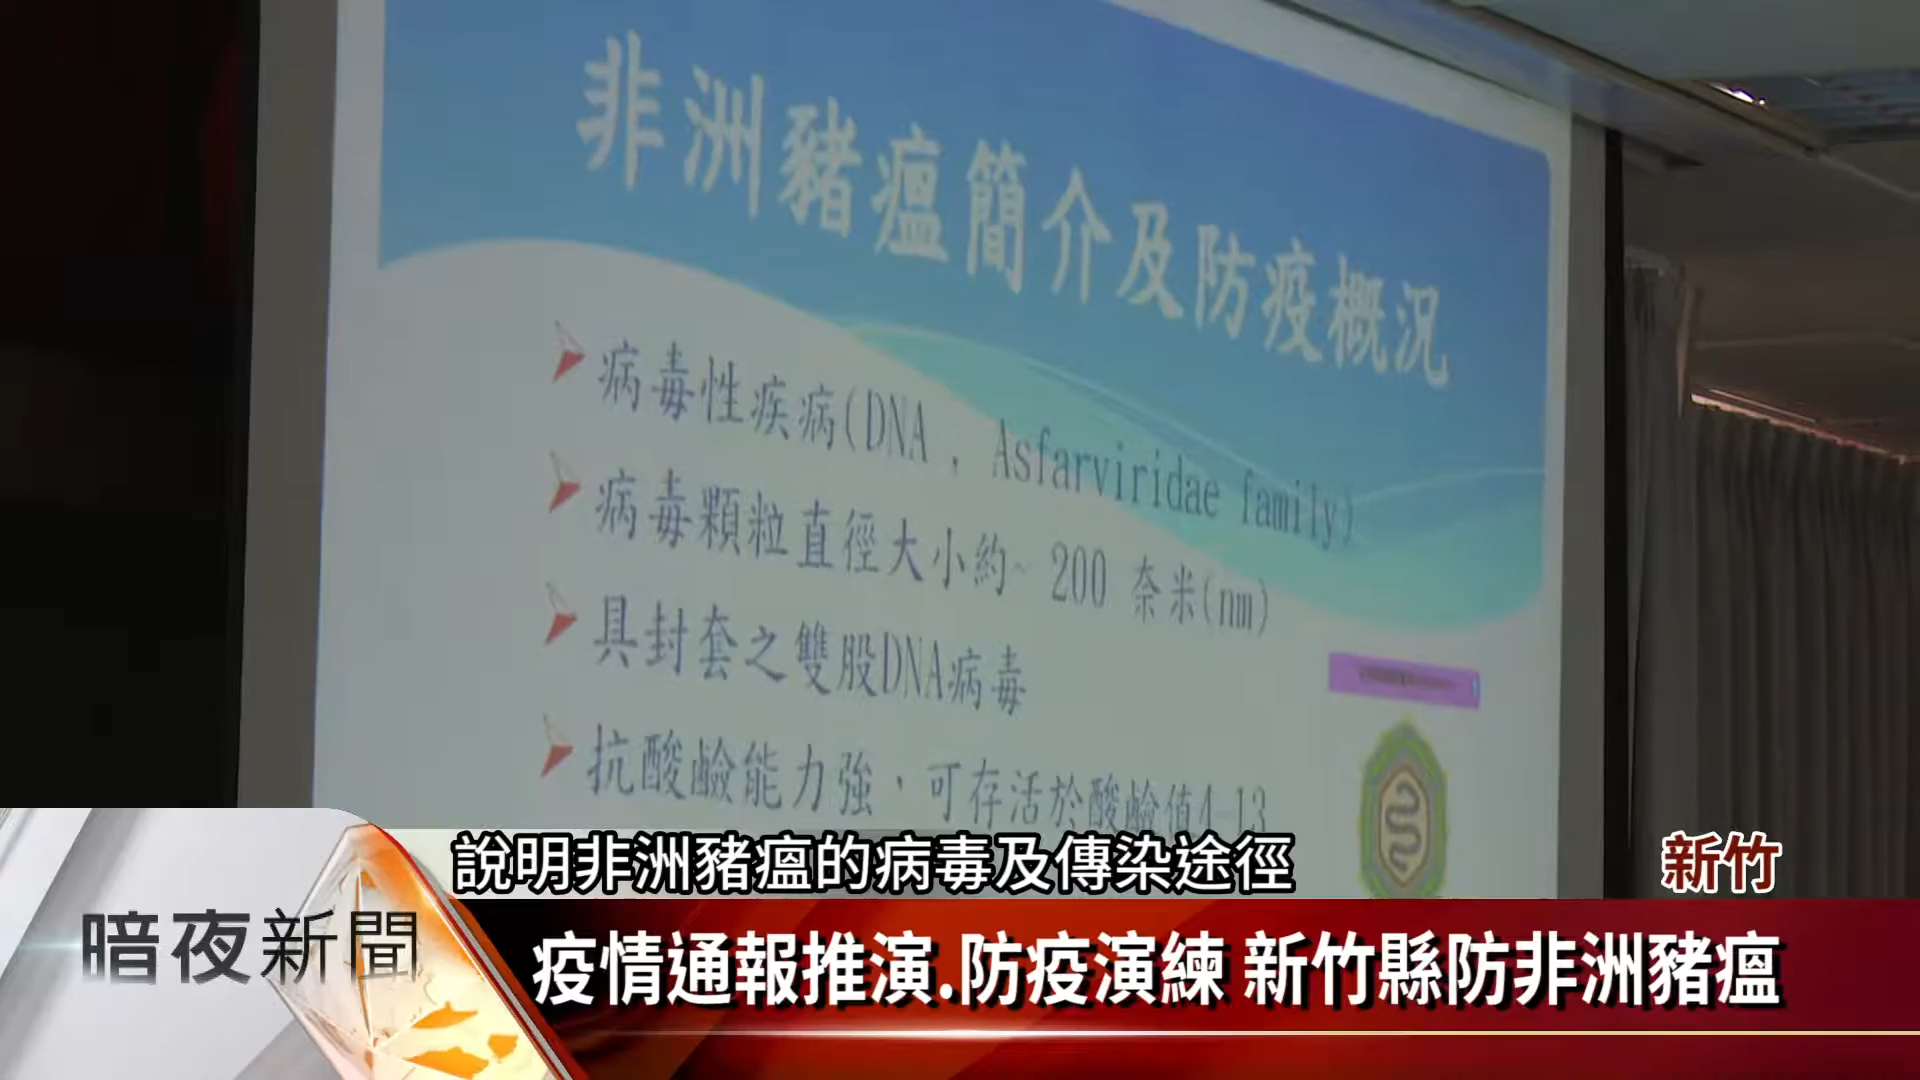 非洲豬瘟簡介及防疫概況
病毒性疾病(DNA , Asfarviridae family)
病毒顆粒直徑大小約~ 200 奈米(nm)
具封套之雙股DNA病毒
抗酸鹼能力強，可存活於酸鹼值4-13
說明非洲豬瘟的病毒及傳染途徑
新竹
暗夜新聞
疫情通報推演.防疫演練 新竹縣防非洲豬瘟